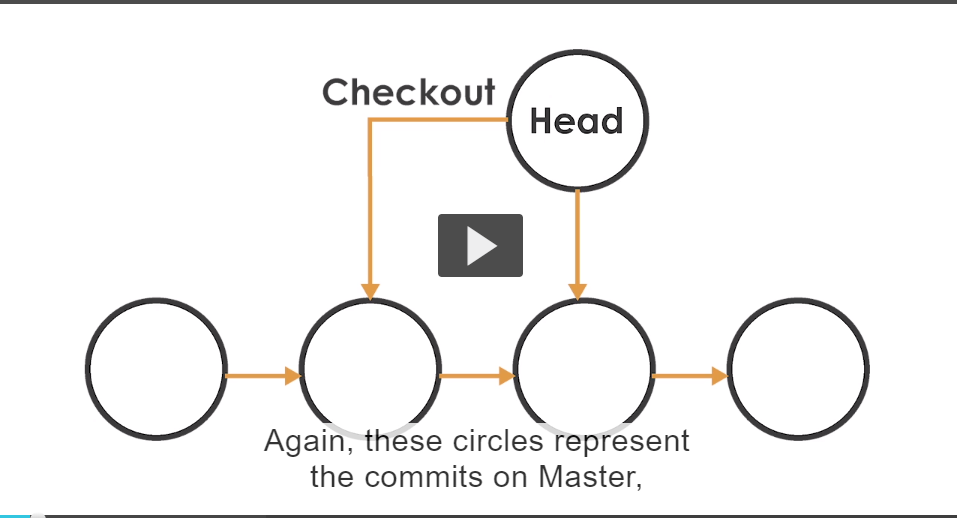 Checkout
Head
Again, these circles represent
the commits on Master,